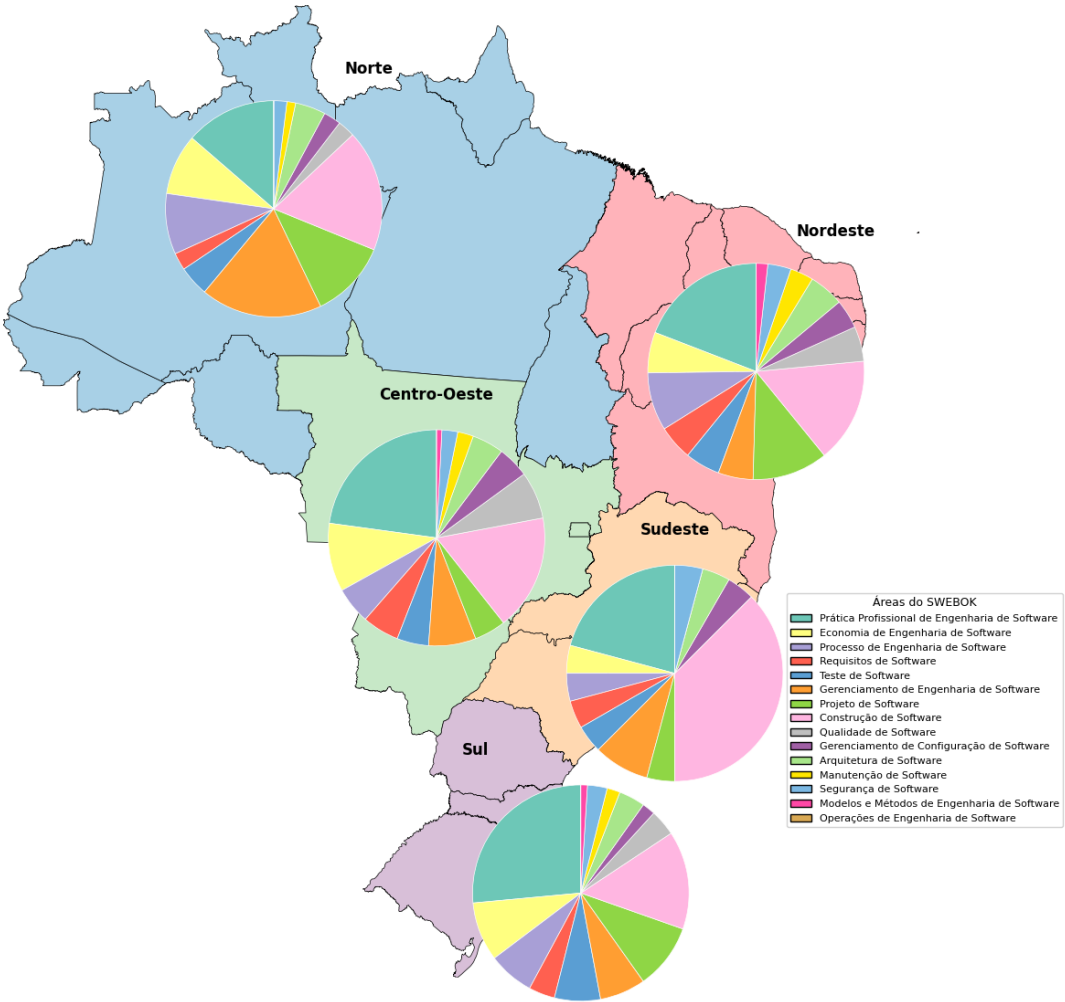 Norte
Nordeste
Centro-Oeste
Sudeste
Sul
Áreas do SWEBOK
Prática Profissional de Engenharia de Software
Economia de Engenharia de Software
Processo de Engenharia de Software
Requisitos de Software
Teste de Software
Gerenciamento de Engenharia de Software
Projeto de Software
Construção de Software
Qualidade de Software
Gerenciamento de Configuração de Software
Arquitetura de Software
Manutenção de Software
Segurança de Software
Modelos e Métodos de Engenharia de Software
Operações de Engenharia de Software